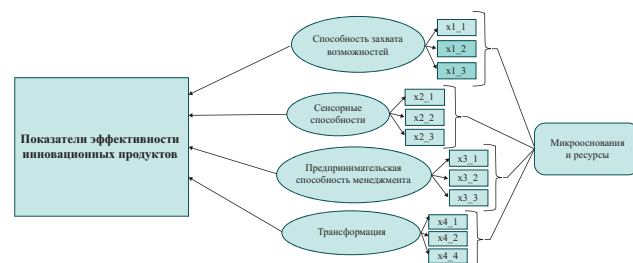 Способность захвата
возможностей
x1_1
x1_2
x1_3
Показатели эффективности
инновационных продуктов
Сенсорные
способности
x2_1
x2_2
x2_3
Микрооснования
и ресурсы
Предпринимательская
способность менеджмента
x3_1
x3_2
x3_3
Трансформация
x4_1
x4_2
x4_4